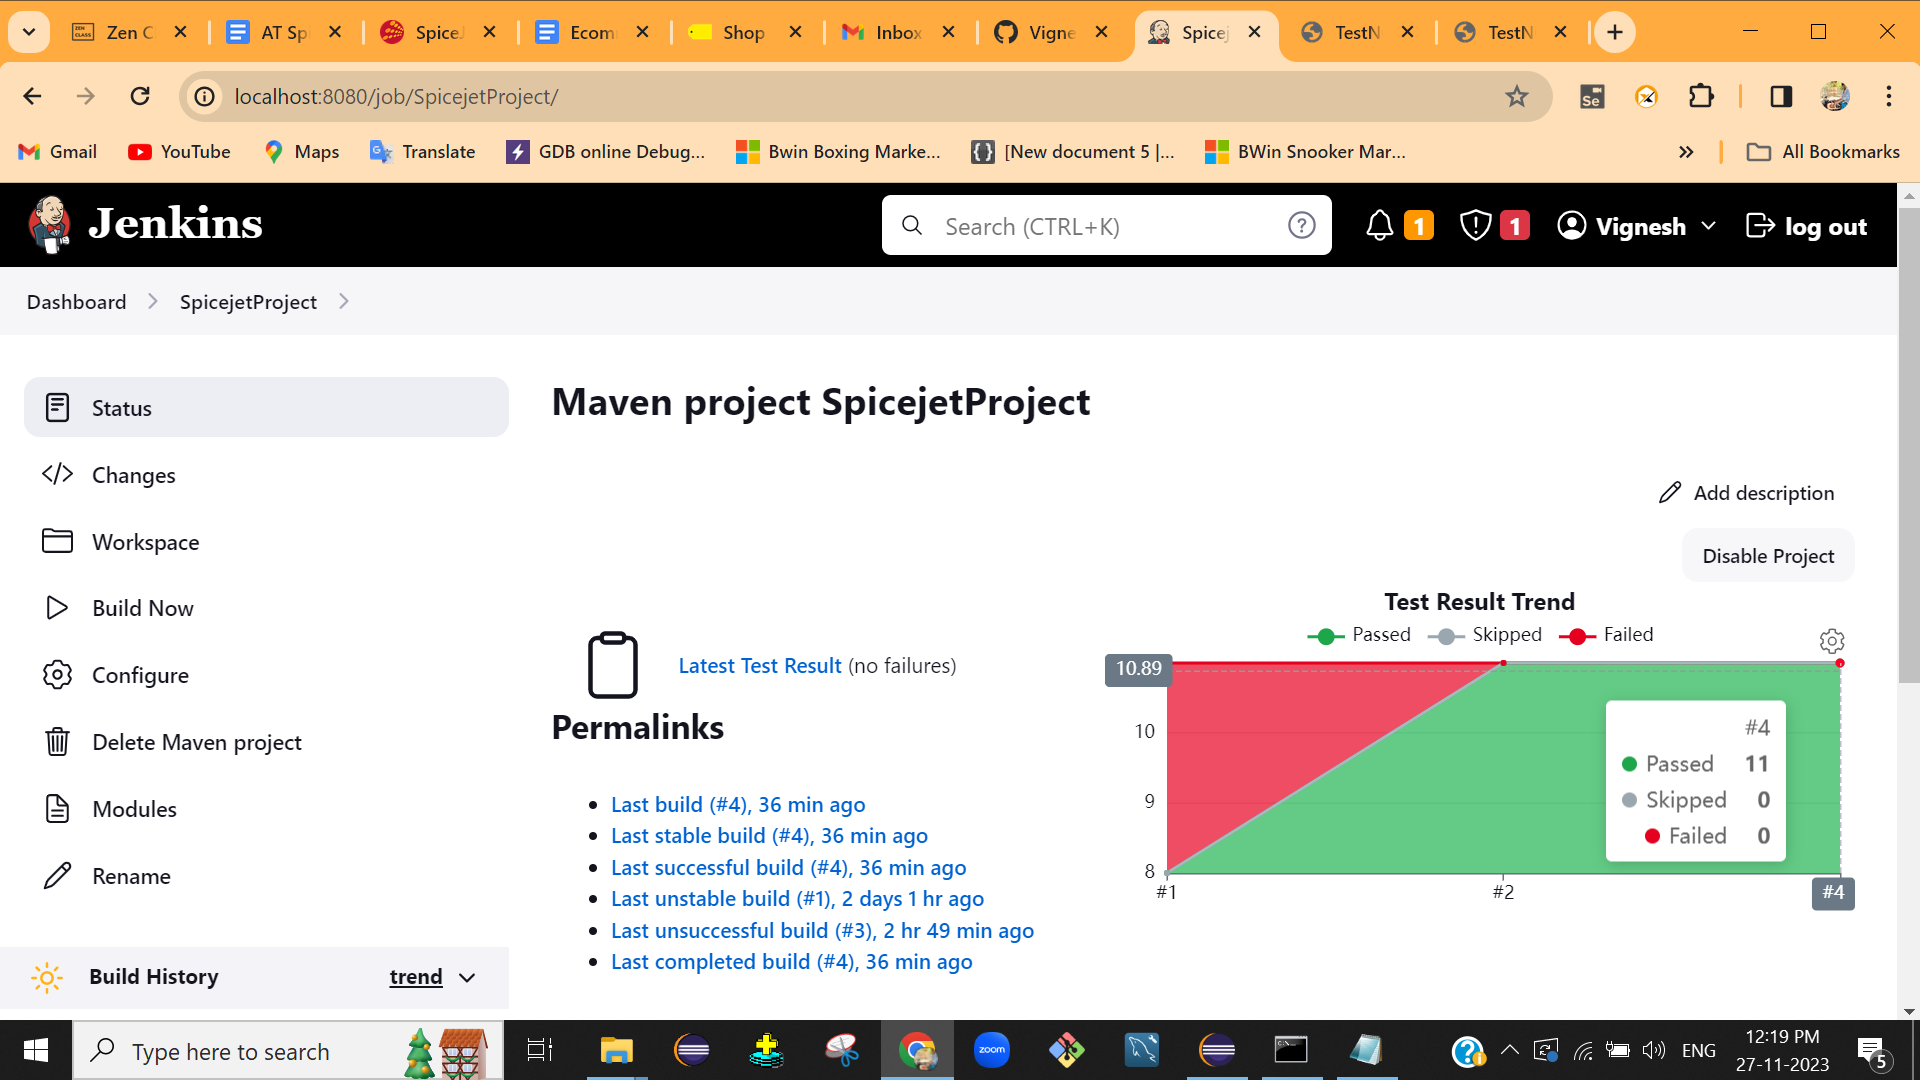 Zen C
AT Sp
SpiceJ
Ecom
Shop
Inbox
Vigne
Spicej
TestN
TestN
localhost:8080/job/SpicejetProject/
Se
Gmail
YouTube
Maps
Translate
GDB online Debug...
Bwin Boxing Marke...
[New document 5 |...
BWin Snooker Mar...
All Bookmarks
Jenkins
Search (CTRL+K)
1
1
Vignesh
log out
Dashboard
SpicejetProject
Status
Changes
Workspace
Build Now
Configure
Delete Maven project
Modules
Rename
Build History
trend
Maven project SpicejetProject
Add description
Disable Project
Latest Test Result (no failures)
Permalinks
Last build (#4), 36 min ago
Last stable build (#4), 36 min ago
Last successful build (#4), 36 min ago
Last unstable build (#1), 2 days 1 hr ago
Last unsuccessful build (#3), 2 hr 49 min ago
Last completed build (#4), 36 min ago
Test Result Trend
Passed
Skipped
Failed
10.89
10
9
8
#1
#2
#4
#4
Passed 11
Skipped 0
Failed 0
Type here to search
zoom
ENG
12:19 PM
27-11-2023
5